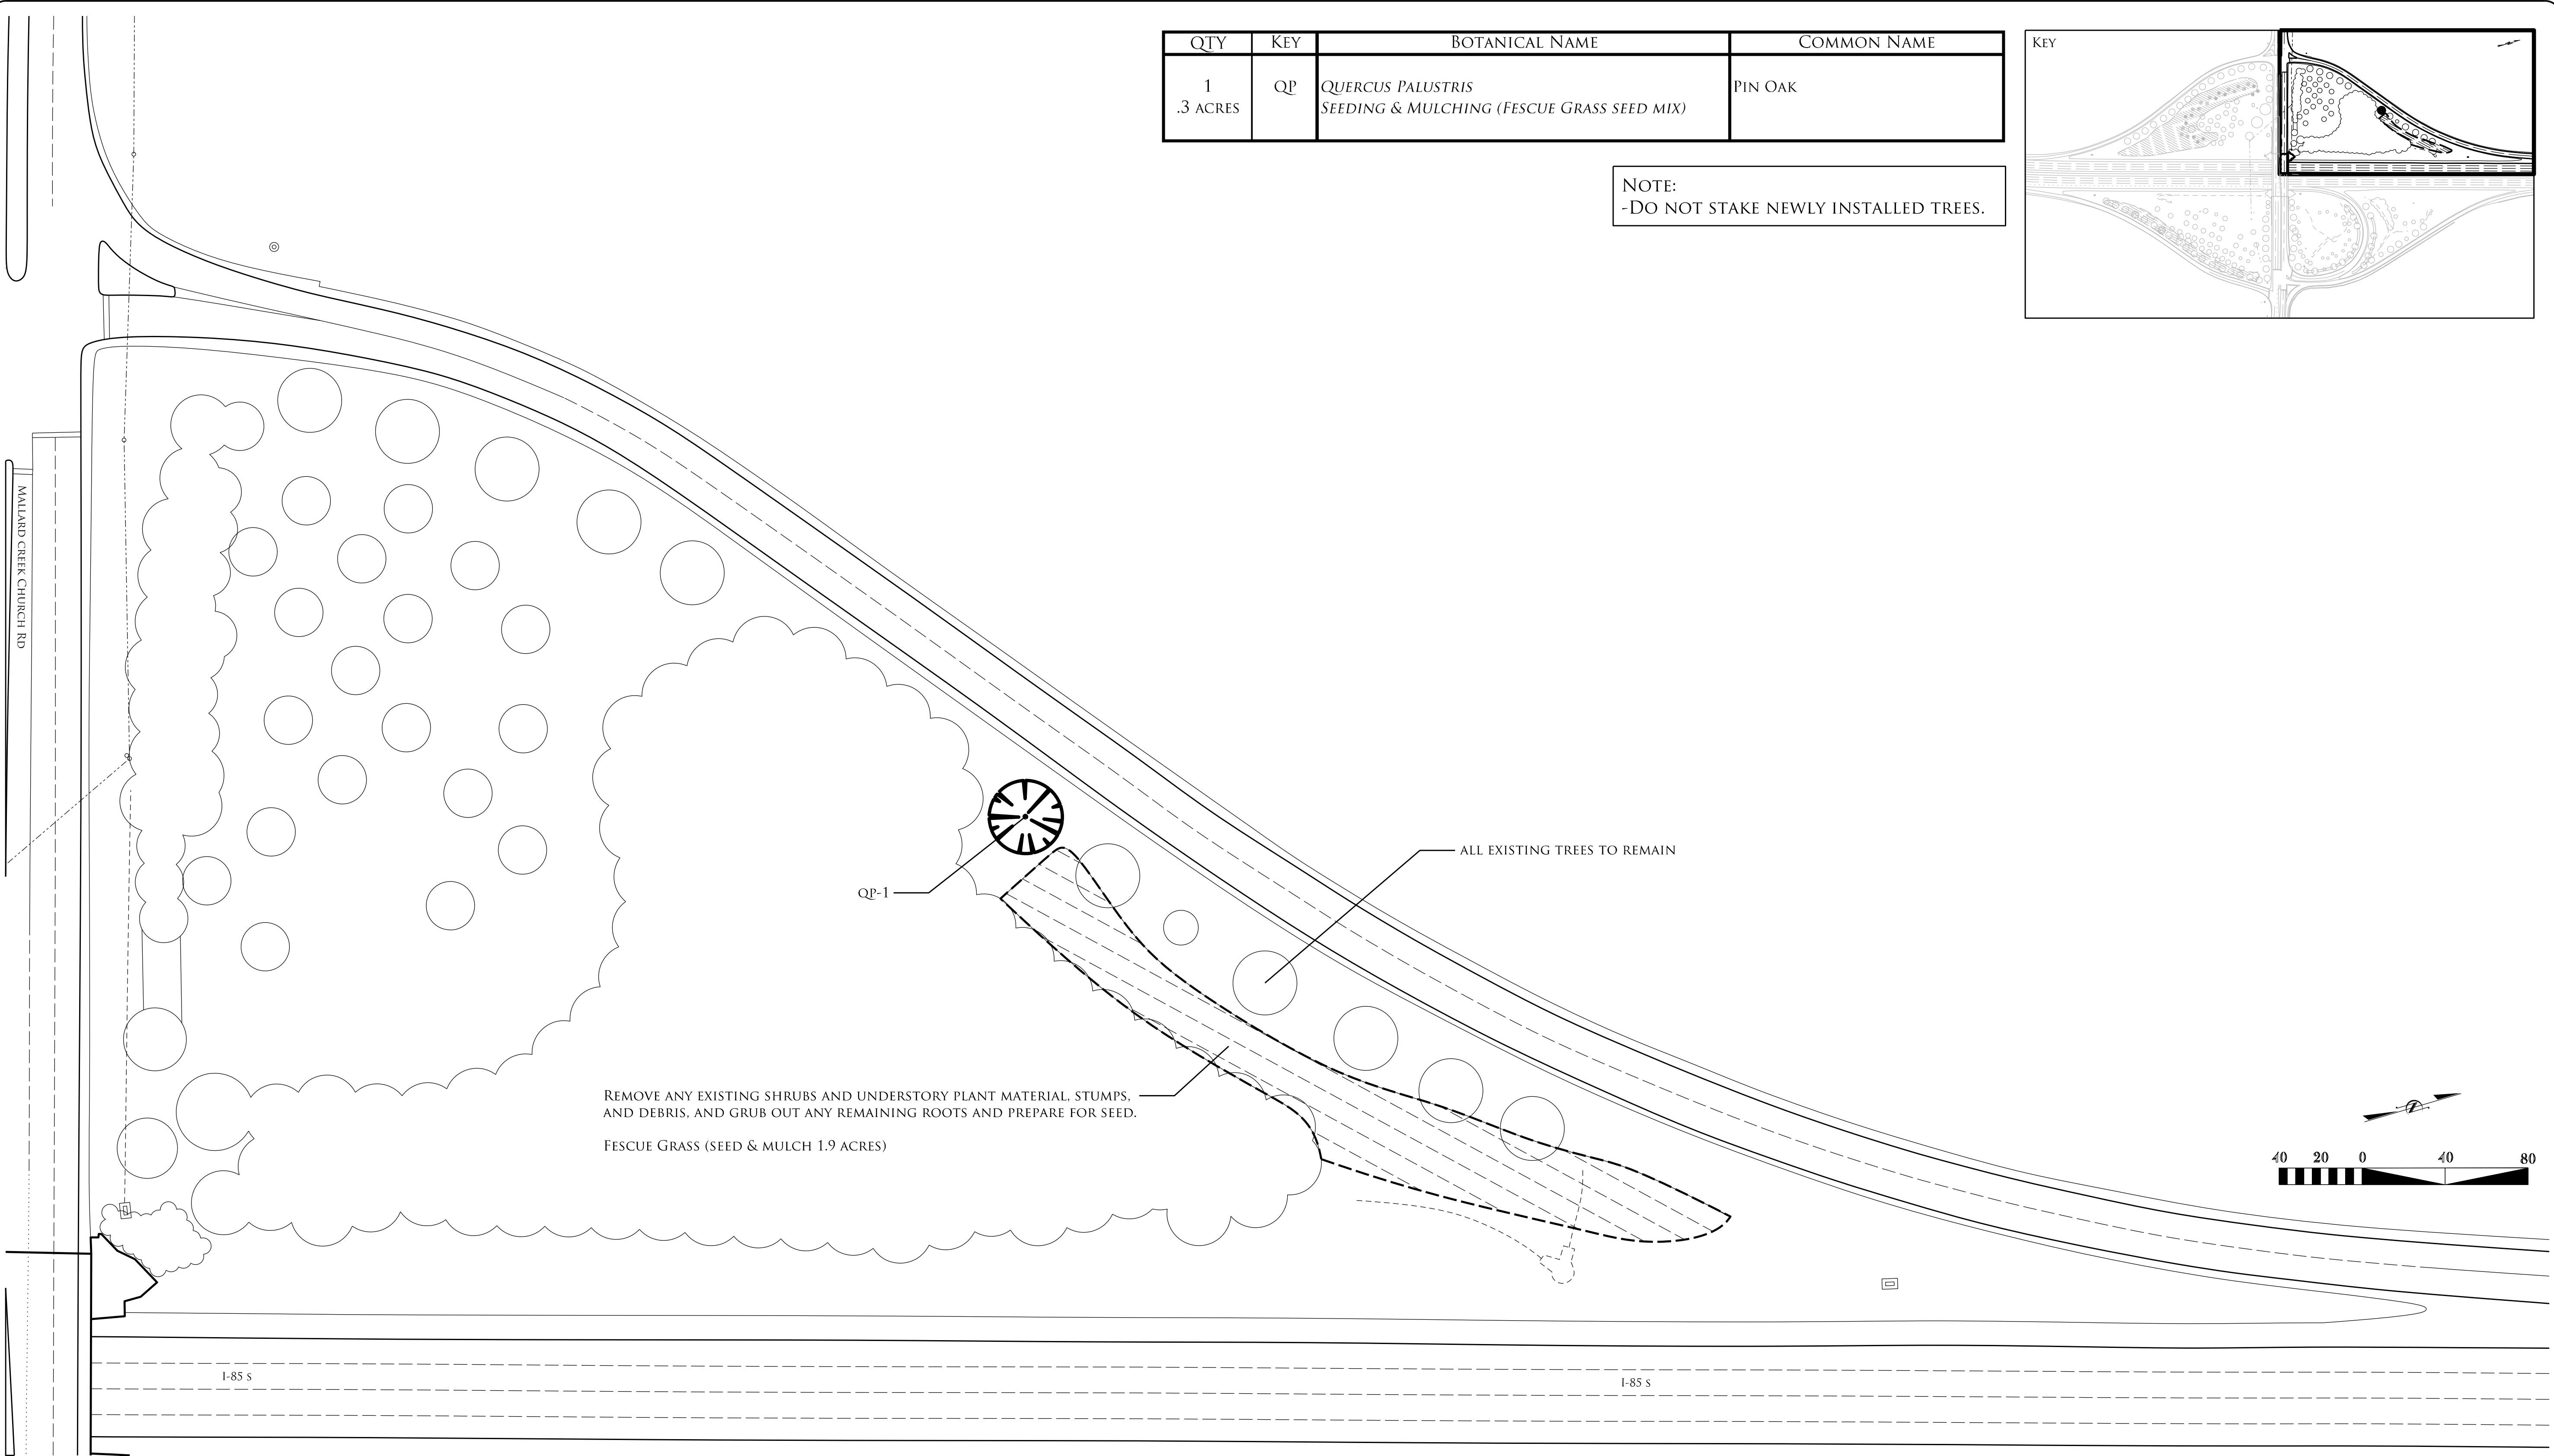 QTY Key Botanical Name Common Name
1 QP Quercus Palustris Pin Oak
.3 acres Seeding & Mulching (Fescue Grass seed mix)
Note:
-Do not stake newly installed trees.
Key
Mallard creek Church Rd
all existing trees to remain
QP-1
Remove any existing shrubs and understory plant material, stumps,
and debris, and grub out any remaining roots and prepare for seed.
Fescue Grass (seed & mulch 1.9 acres)
Z
40 20 0 40 80
I-85 s
I-85 s